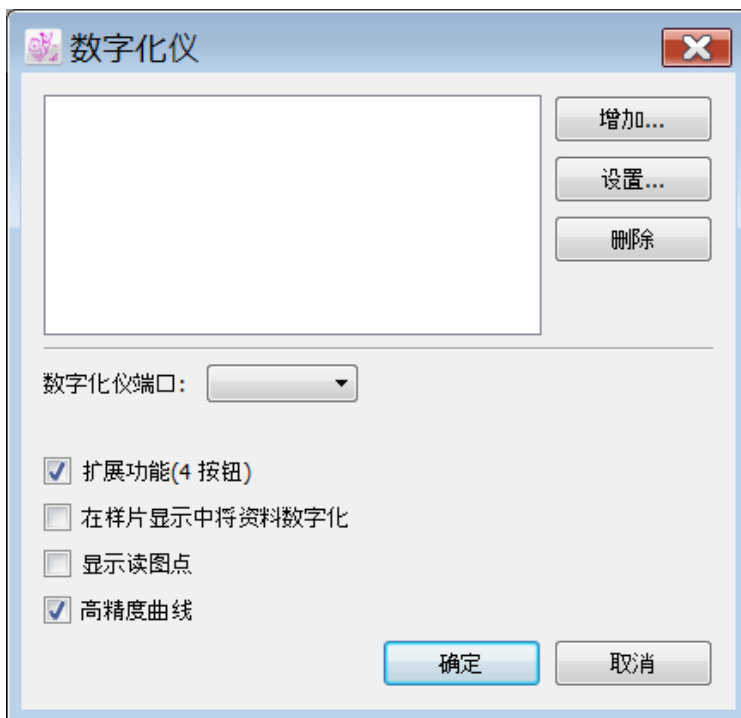 数字化仪
增加...
设置...
删除
数字化仪端口:
扩展功能(4 按钮)
在样片显示中将资料数字化
显示读图点
高精度曲线
确定
取消